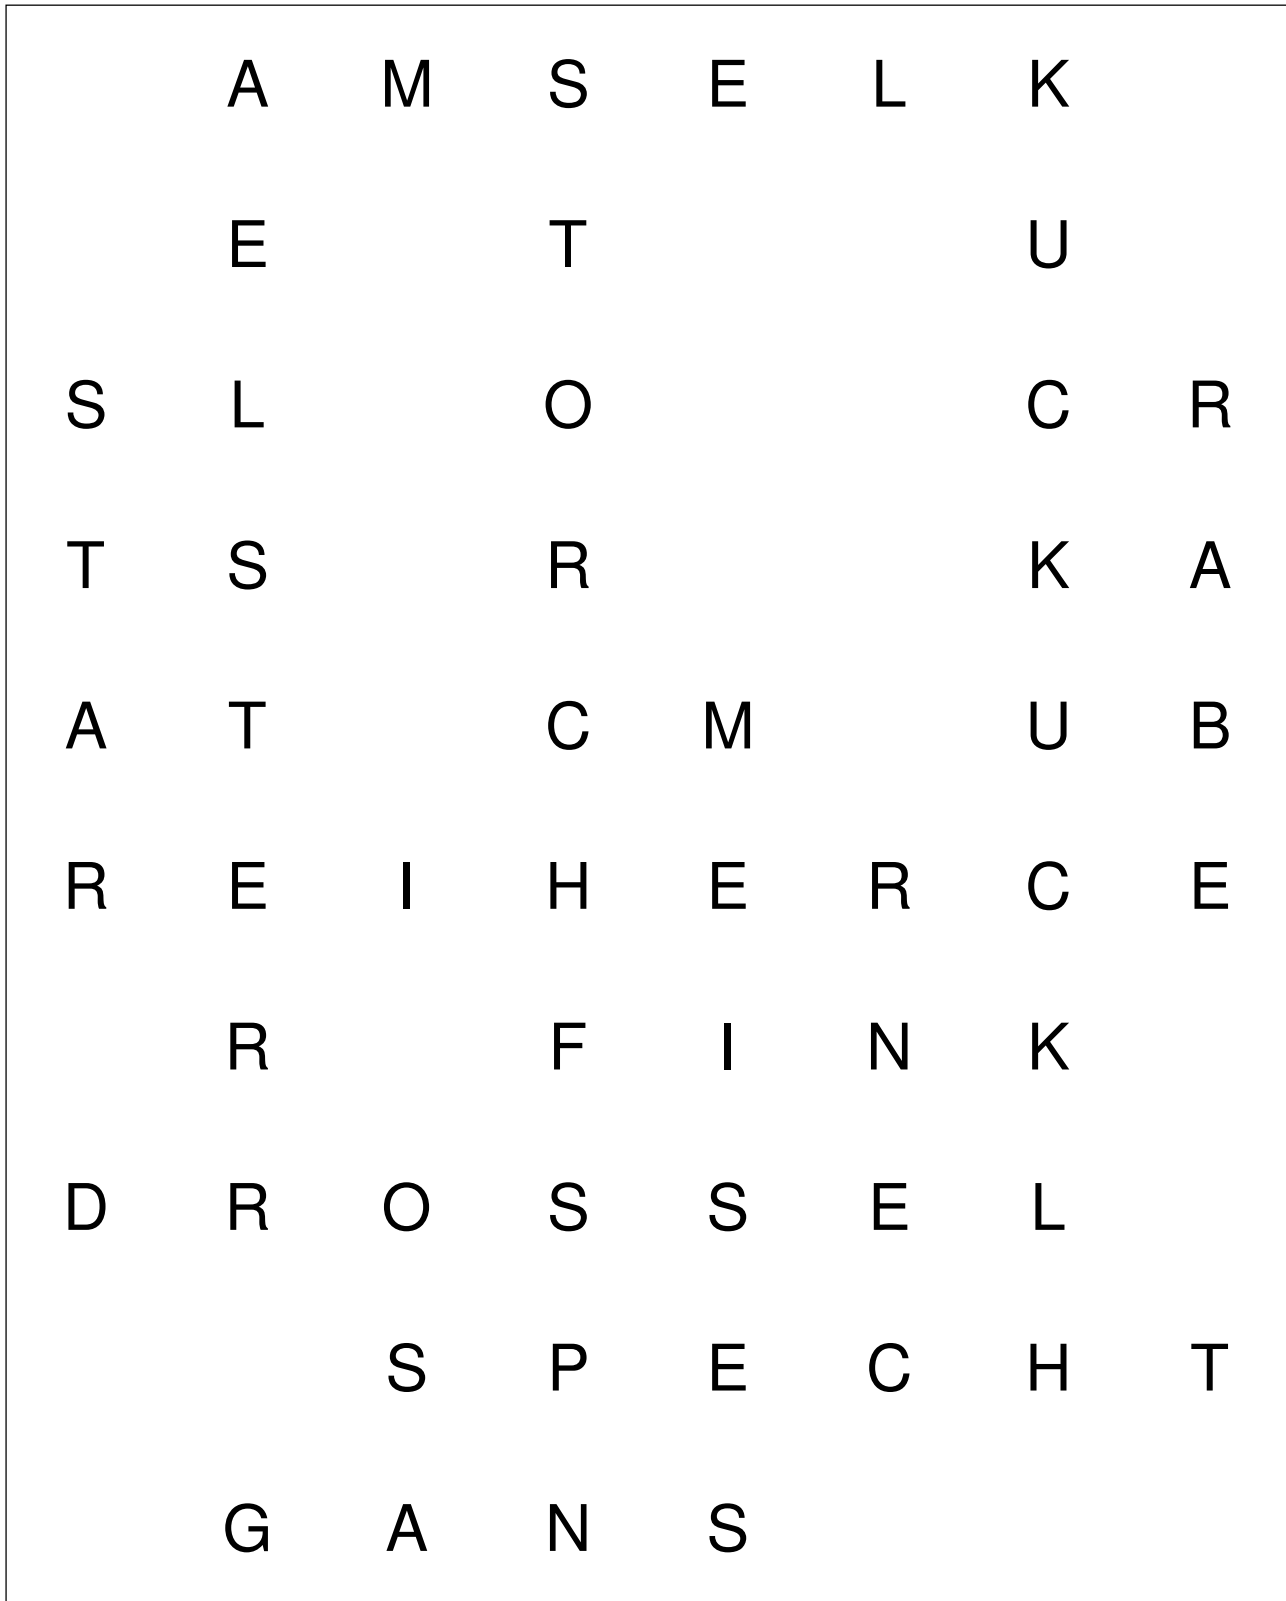 A M S E L K
E T U
S L O C R
T S R K A
A T C M U B
R E I H E R C E
R F I N K
D R O S S E L
S P E C H T
G A N S